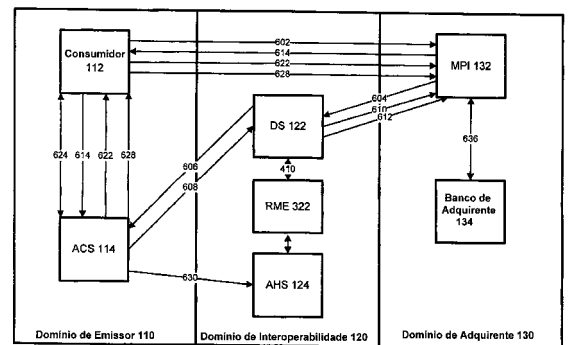 Consumidor
112
602
614
622
628
MPI 132
604
610
612
DS 122
624
614
622
628
606
608
410
636
RME 322
Banco de
Adquirente
134
ACS 114
630
AHS 124
Domínio de Emissor 110
Domínio de Interoperabilidade 120
Domínio de Adquirente 130